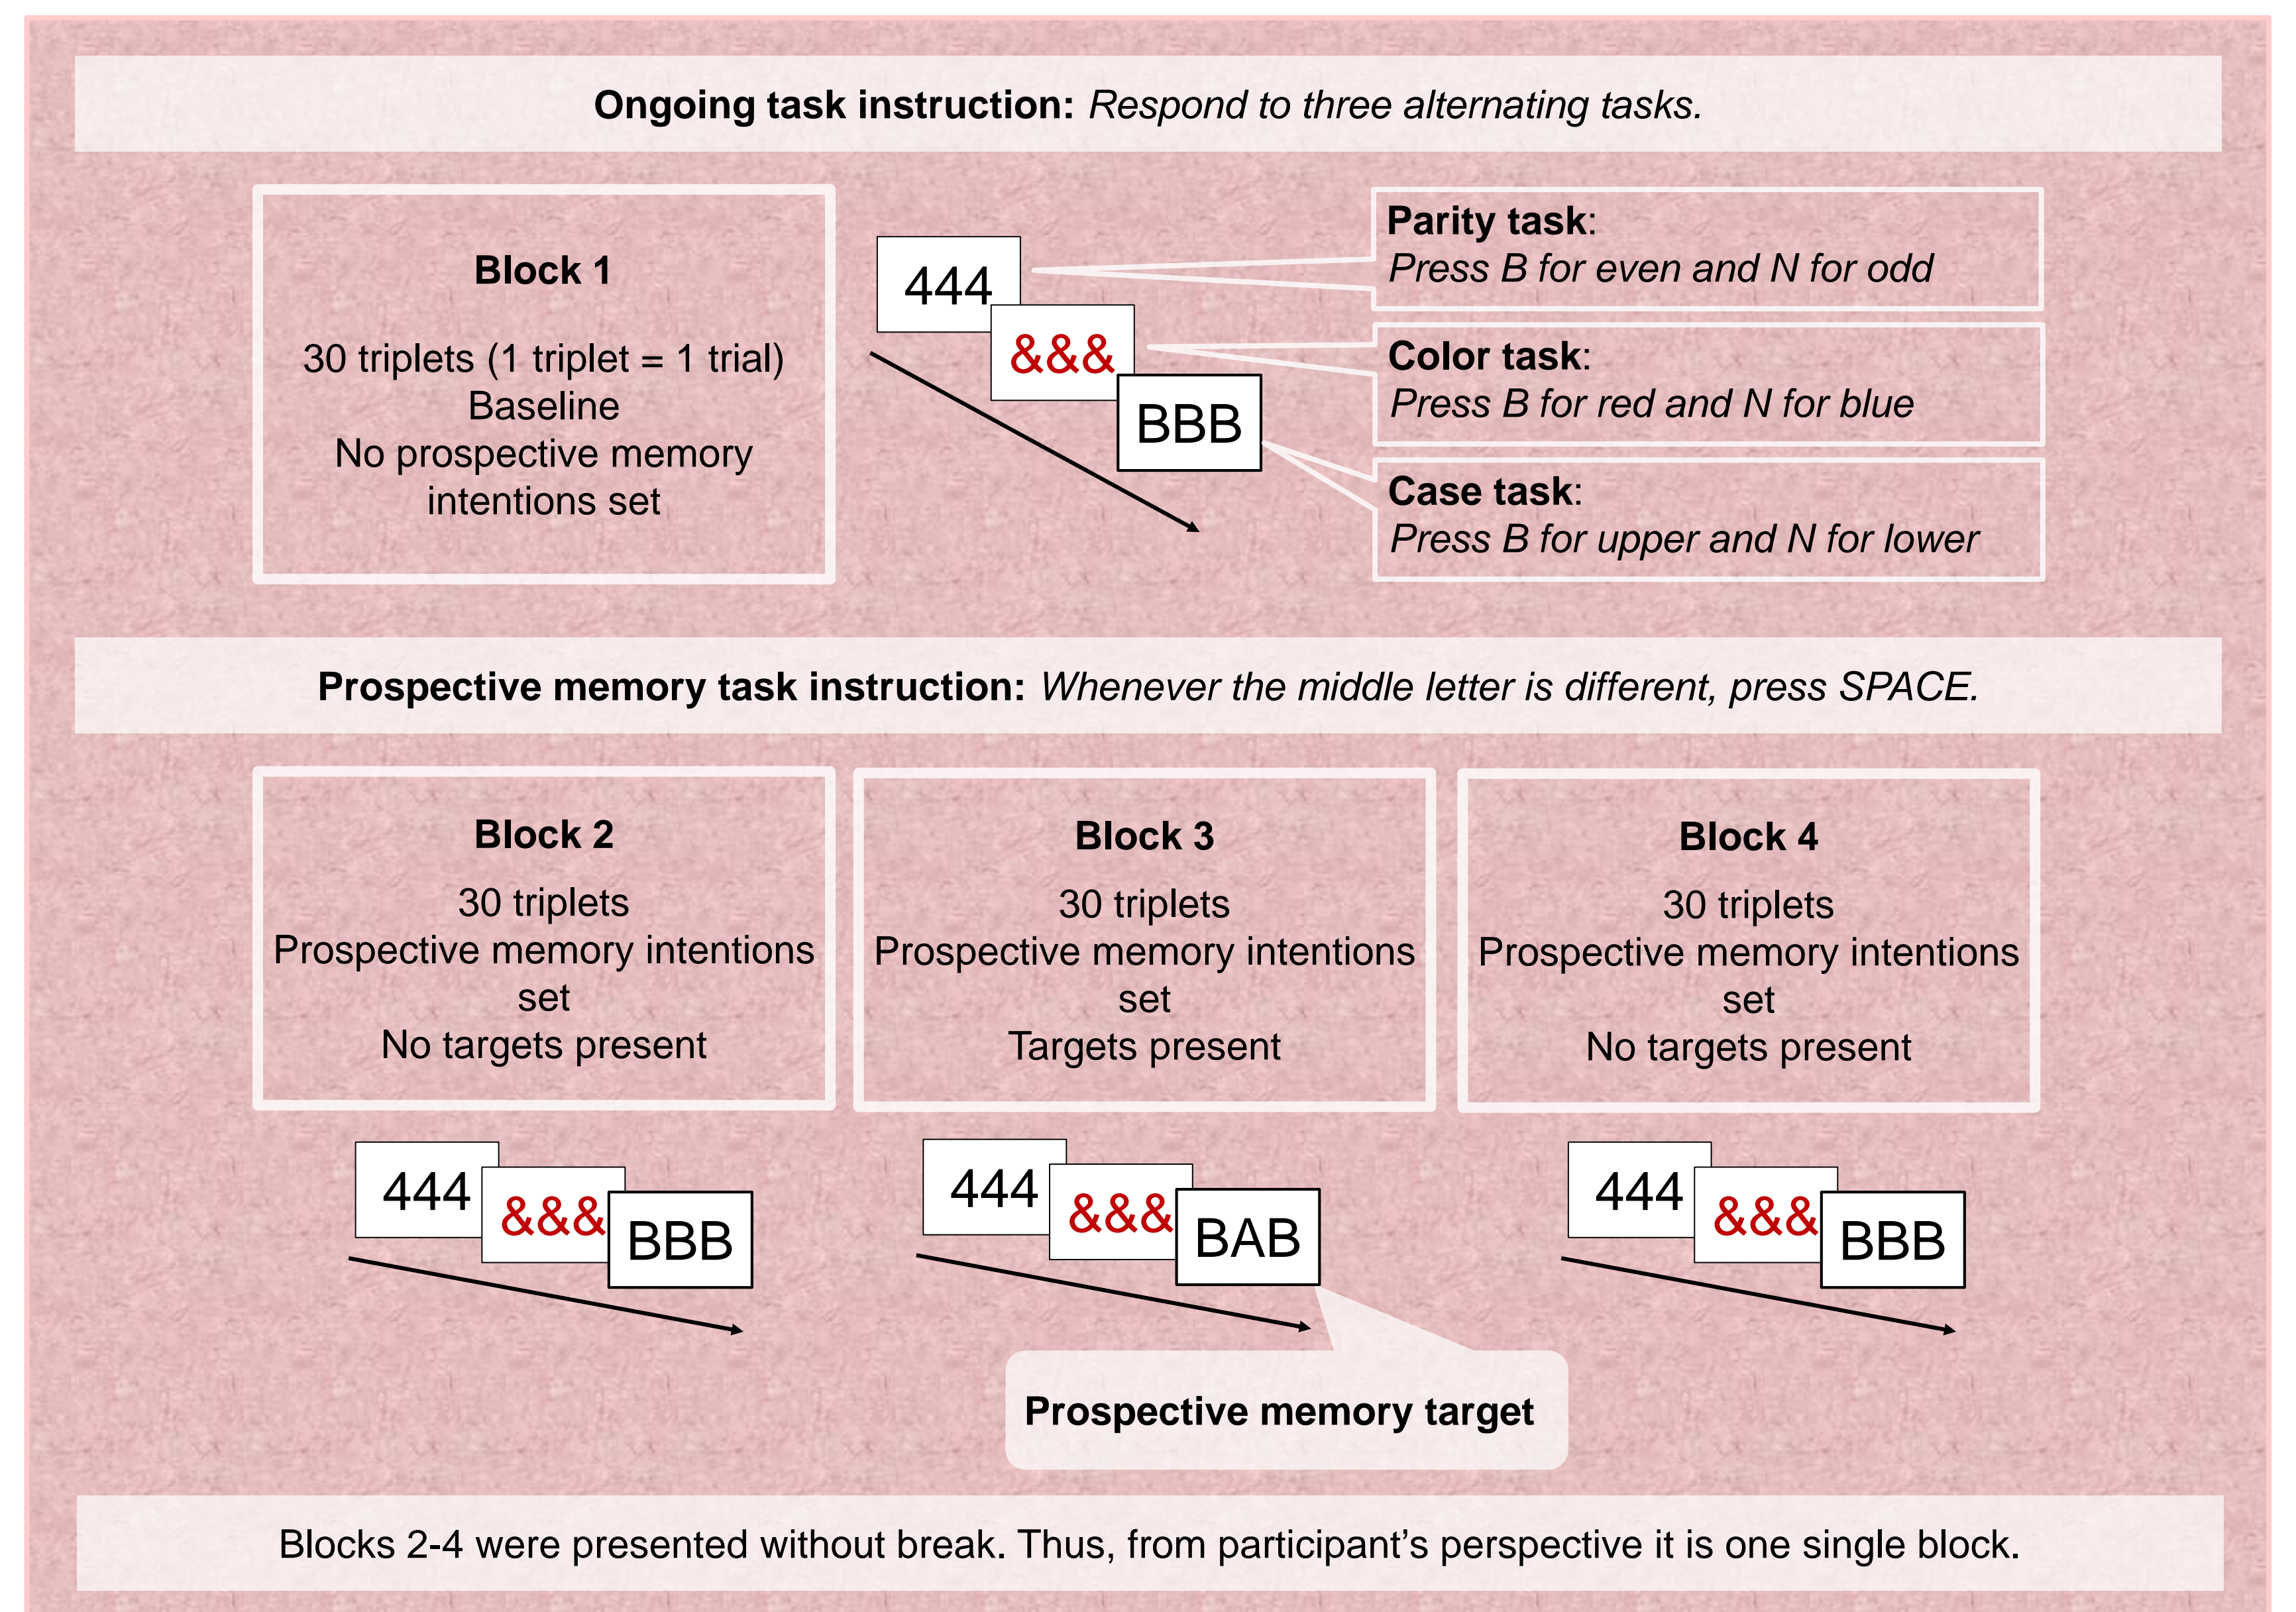 Ongoing task instruction: Respond to three alternating tasks.
Block 1
30 triplets (1 triplet = 1 trial)
Baseline
No prospective memory
intentions set
444
&&&
BBB
Parity task:
Press B for even and N for odd
Color task:
Press B for red and N for blue
Case task:
Press B for upper and N for lower
Prospective memory task instruction: Whenever the middle letter is different, press SPACE.
Block 2
30 triplets
Prospective memory intentions
set
No targets present
444
&&&
BBB
Block 3
30 triplets
Prospective memory intentions
set
Targets present
444
&&&
BAB
Prospective memory target
Block 4
30 triplets
Prospective memory intentions
set
No targets present
444
&&&
BBB
Blocks 2-4 were presented without break. Thus, from participant’s perspective it is one single block.